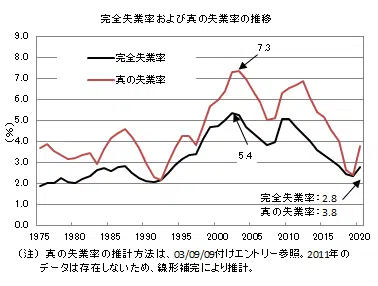 完全失業率および真の失業率の推移
9.0
8.0
7.0
6.0
5.0
4.0
3.0
2.0
1.0
0.0
(%)
完全失業率
真の失業率
7.3
5.4
完全失業率：2.8
真の失業率：3.8
1975 1980 1985 1990 1995 2000 2005 2010 2015 2020
（注） 真の失業率の推計方法は、03/09/09付けエントリー参照。2011年の
データは存在しないため、線形補完により推計。